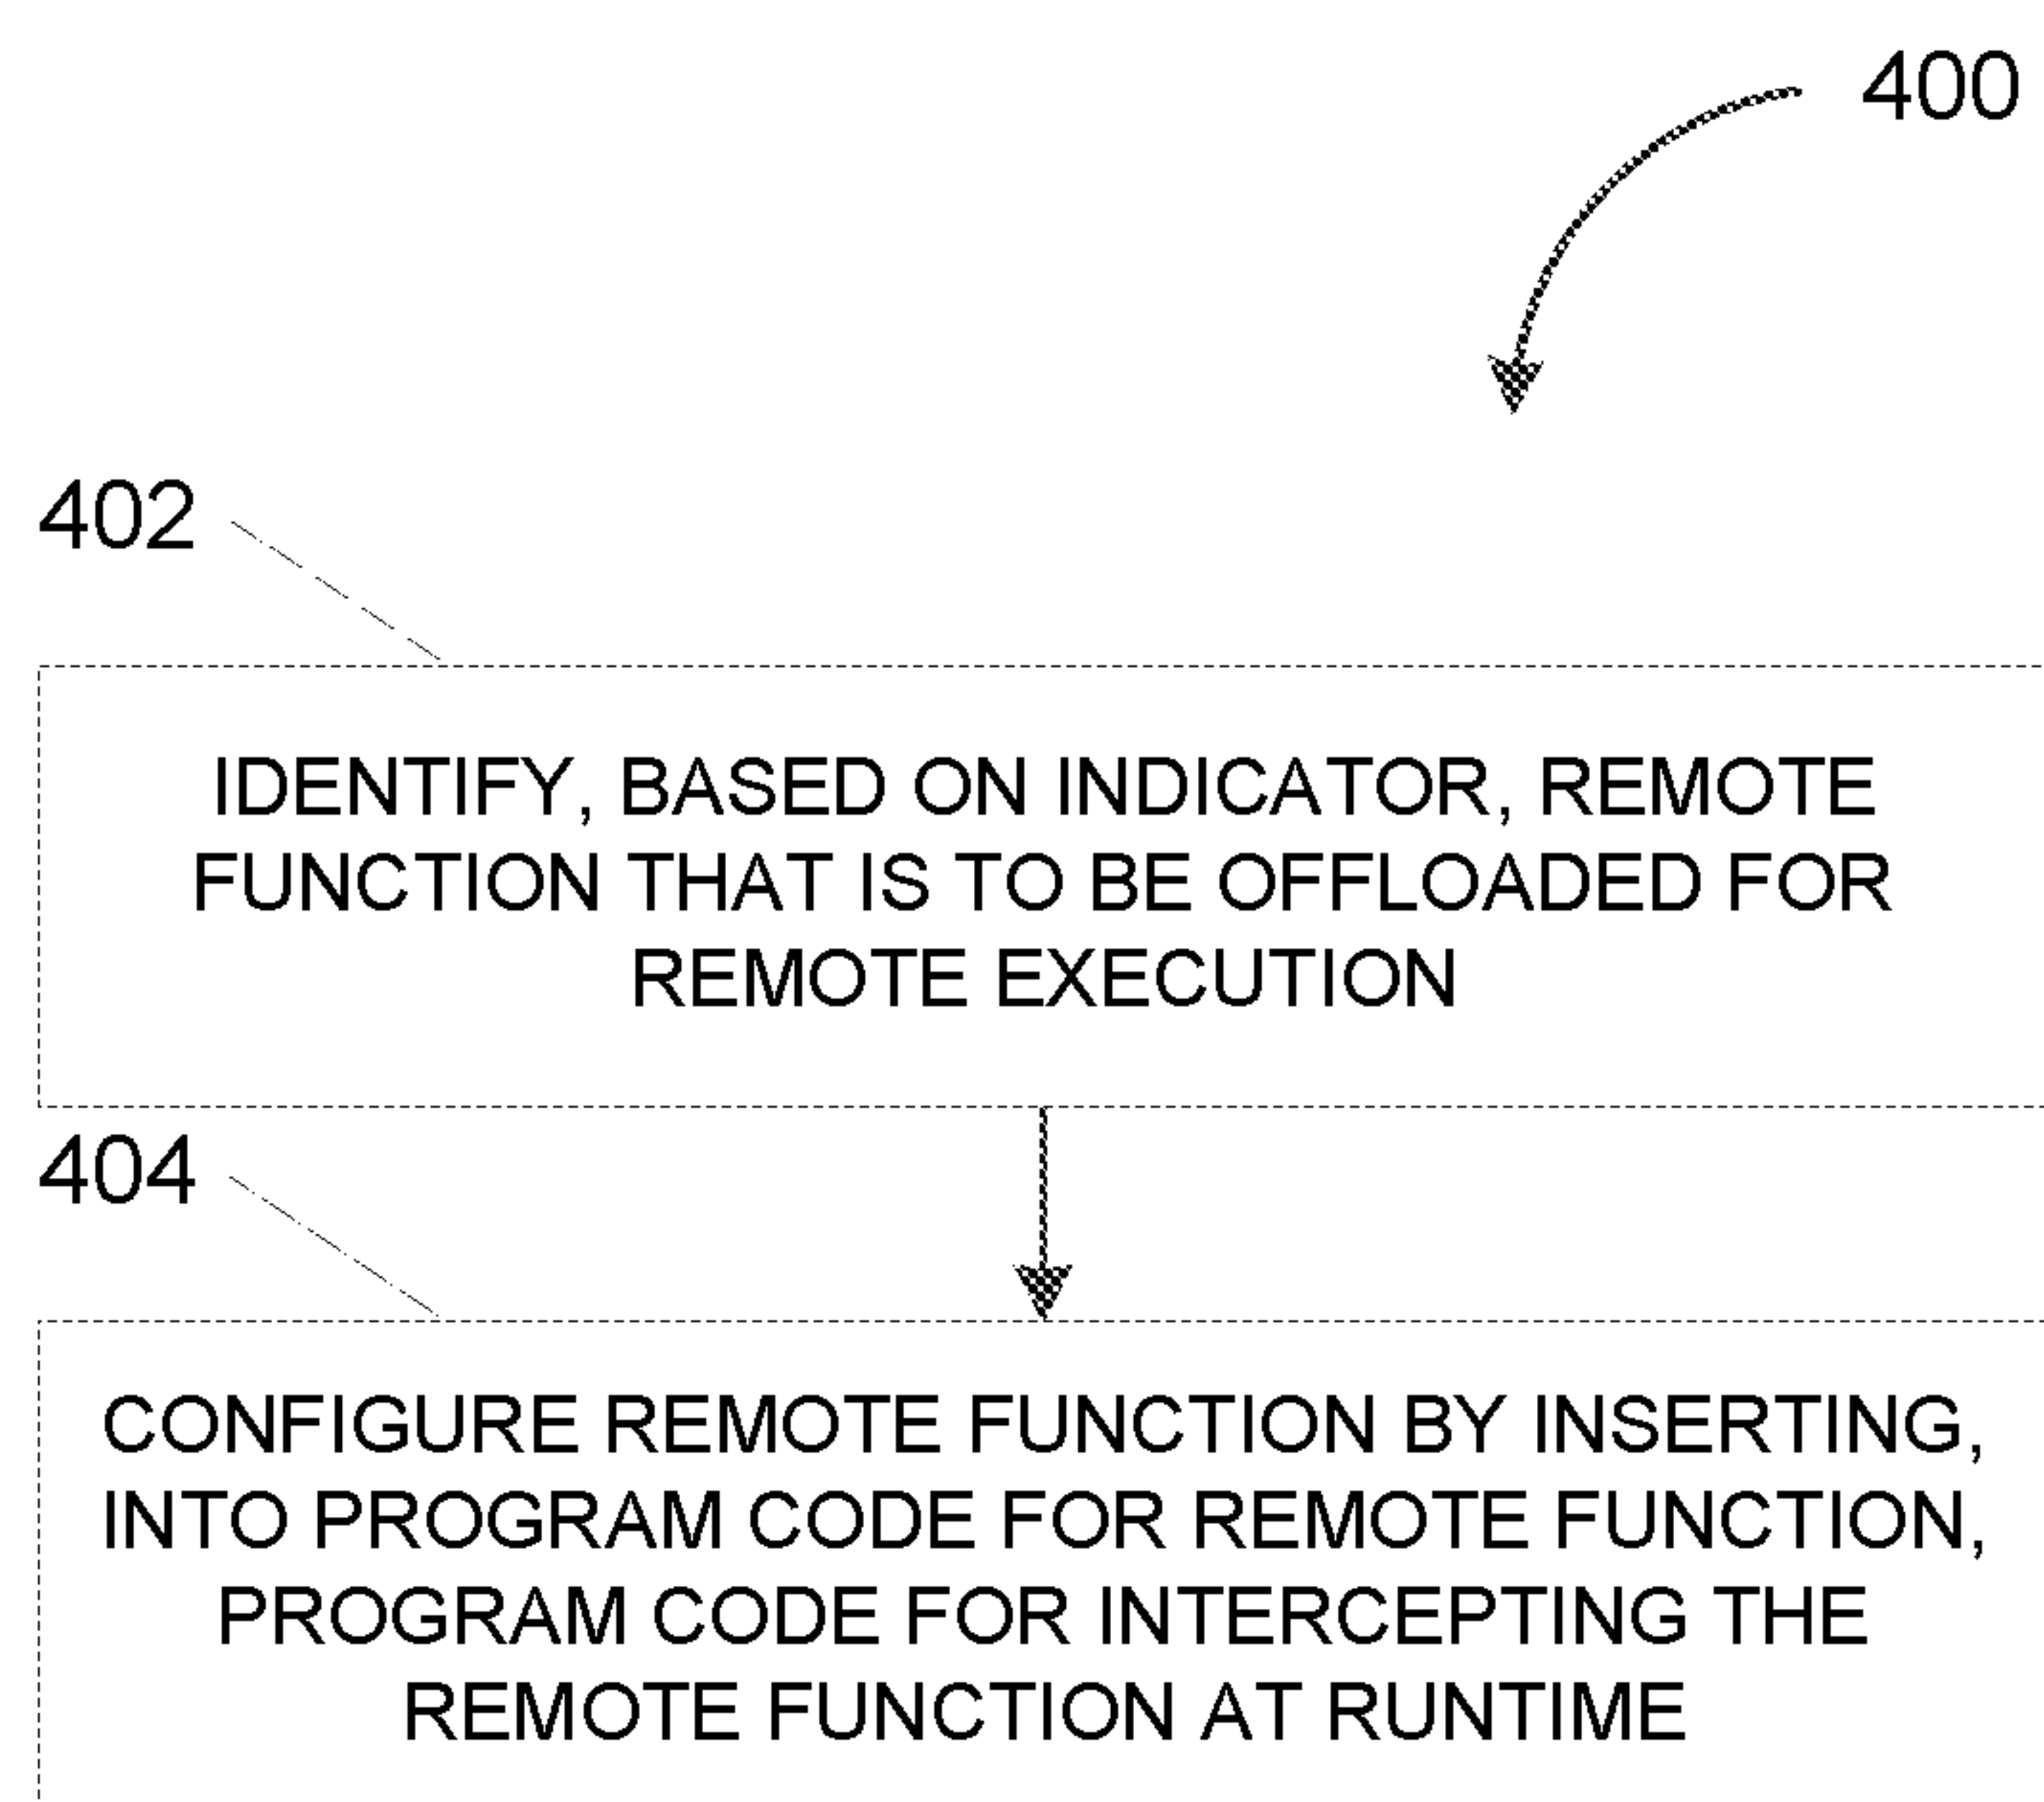 400
402
IDENTIFY, BASED ON INDICATOR, REMOTE
FUNCTION THAT IS TO BE OFFLOADED FOR
REMOTE EXECUTION
404
CONFIGURE REMOTE FUNCTION BY INSERTING,
INTO PROGRAM CODE FOR REMOTE FUNCTION,
PROGRAM CODE FOR INTERCEPTING THE
REMOTE FUNCTION AT RUNTIME